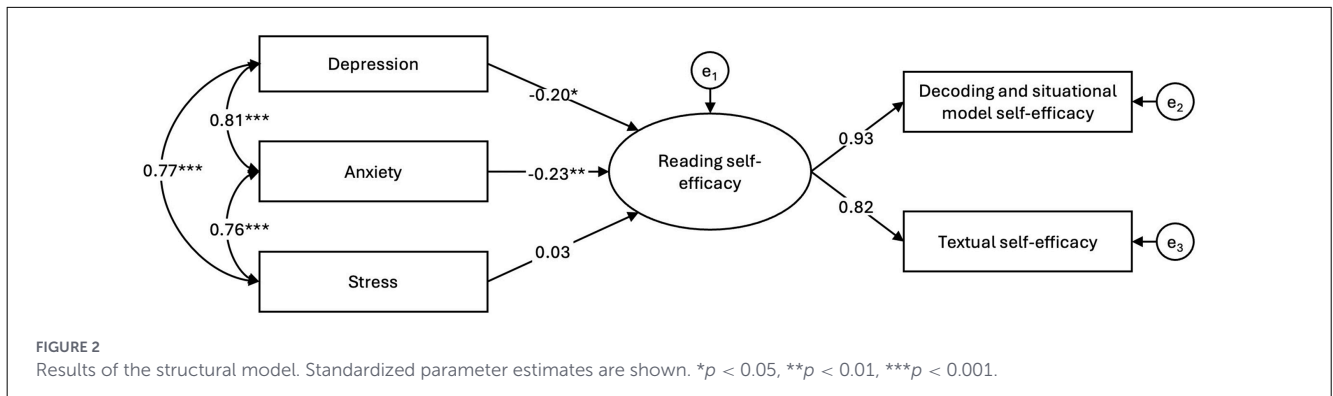 Depression
-0.20*
0.81***
0.77***
Anxiety
-0.23**
0.76***
Stress
0.03
e1
Reading self-
efficacy
0.93
0.82
Decoding and situational
model self-efficacy
e2
Textual self-efficacy
e3
FIGURE 2
Results of the structural model. Standardized parameter estimates are shown. *p < 0.05, **p < 0.01, ***p < 0.001.